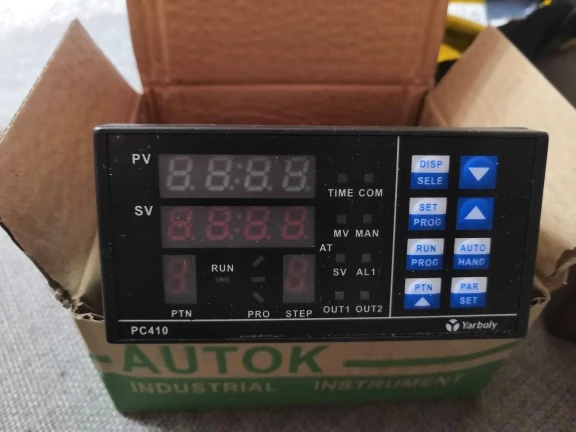 PV
DISP
SELE
TIME COM
SV
SET
PROG
MV MAN
AT
RUN
RUN
PROG
AUTO
HAND
SV AL1
PTN
PAR
SET
PTN
PRO STEP
OUT1 OUT2
PC410
Yarboly
AUTOK
INDUSTRIAL INSTRUMENT